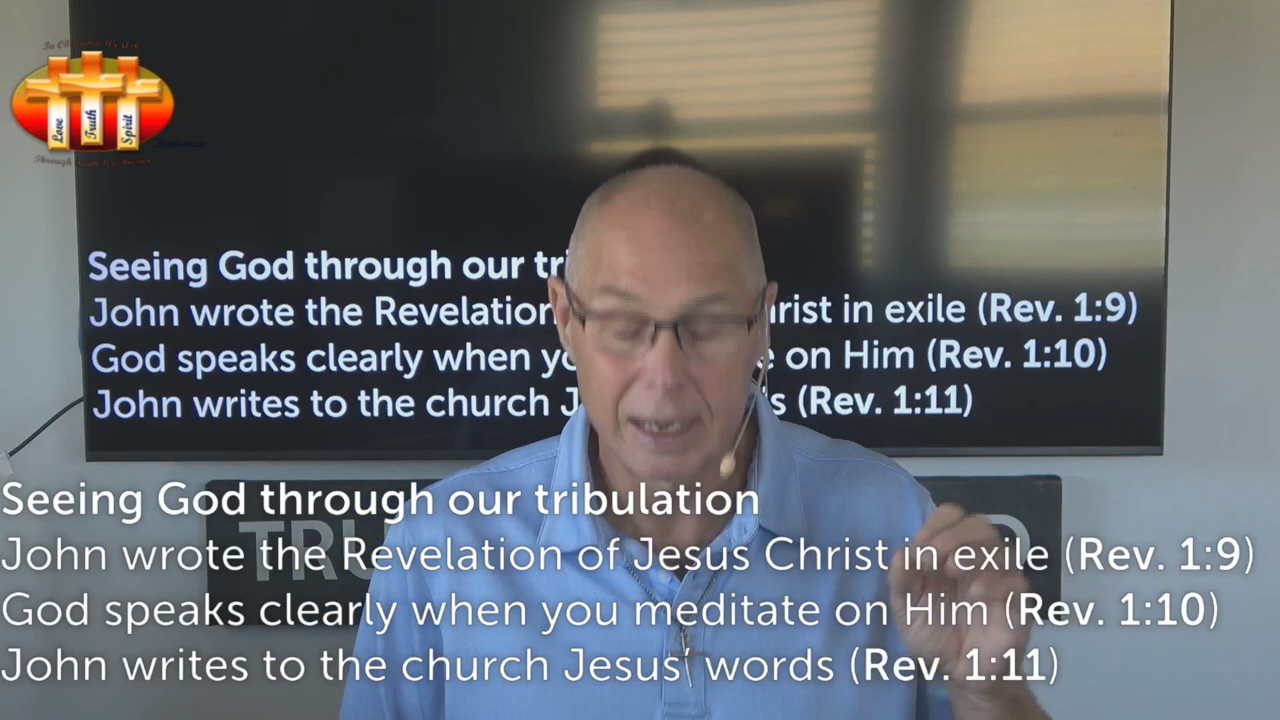 Love
Truth
Spirit
Seeing God through our tri
John wrote the Revelation hrist in exile (Rev. 1:9)
God speaks clearly when yo e on Him (Rev. 1:10)
John writes to the church J s (Rev. 1:11)
TRU D
Seeing God through our tribulation
John wrote the Revelation of Jesus Christ in exile (Rev. 1:9)
God speaks clearly when you meditate on Him (Rev. 1:10)
John writes to the church Jesus’ words (Rev. 1:11)